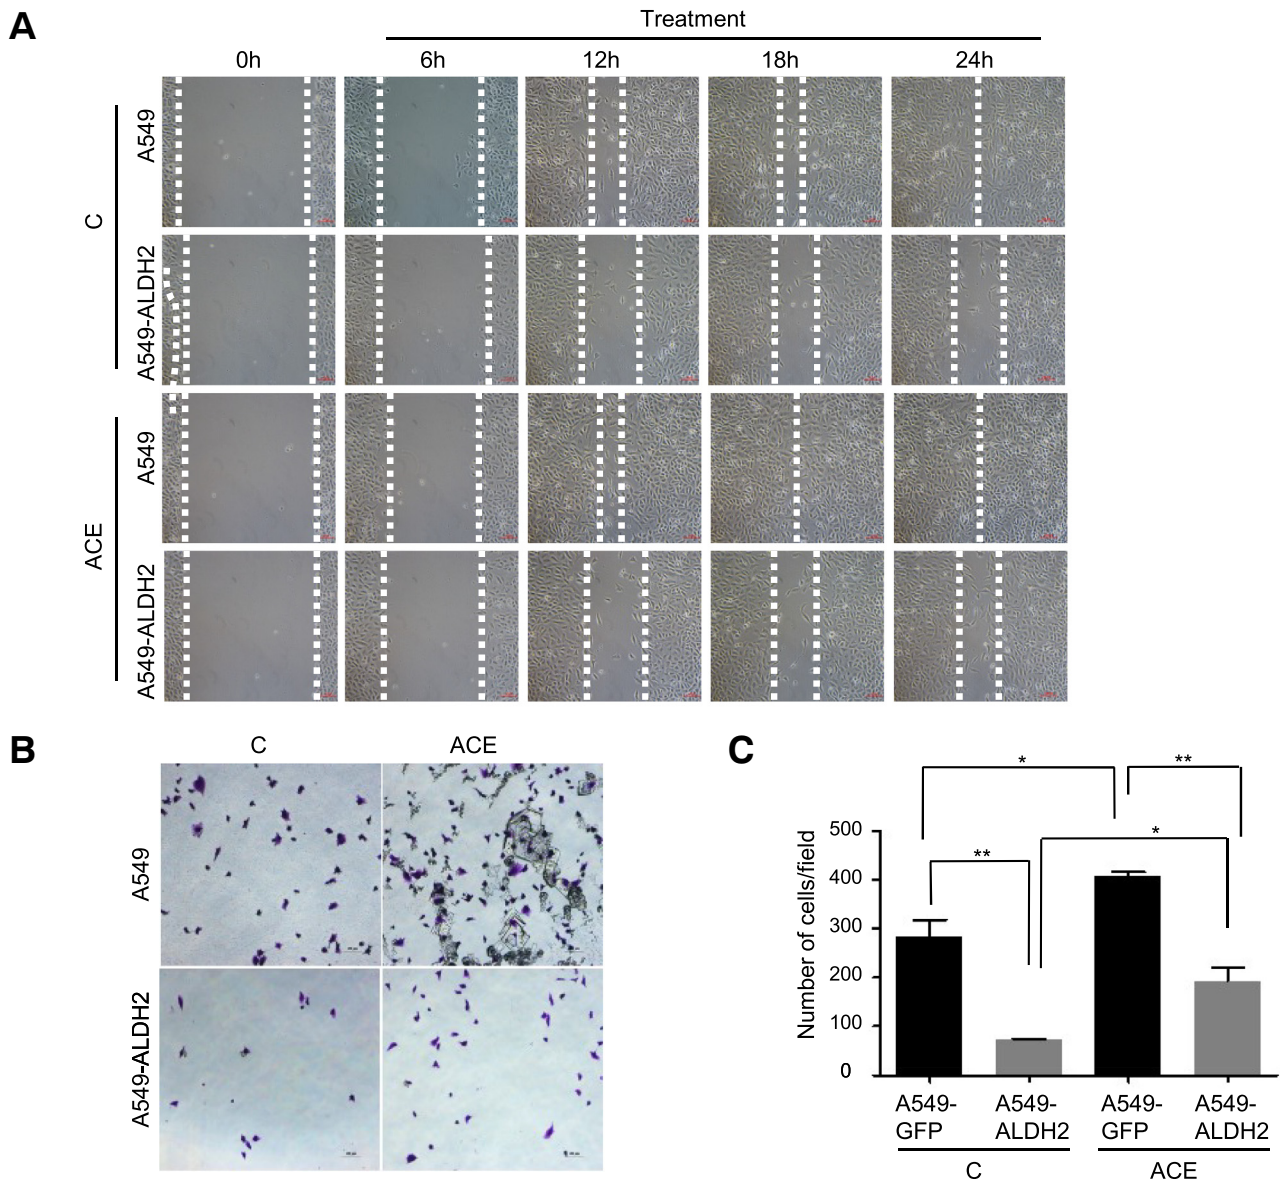 A
Treatment
0h 6h 12h 18h 24h
C
A549
A549-ALDH2
ACE
A549
A549-ALDH2
B
C ACE
A549
A549-ALDH2
C
Number of cells/field
* **
*
**
500
400
300
200
100
0
A549- A549- A549- A549-
GFP ALDH2 GFP ALDH2
C ACE